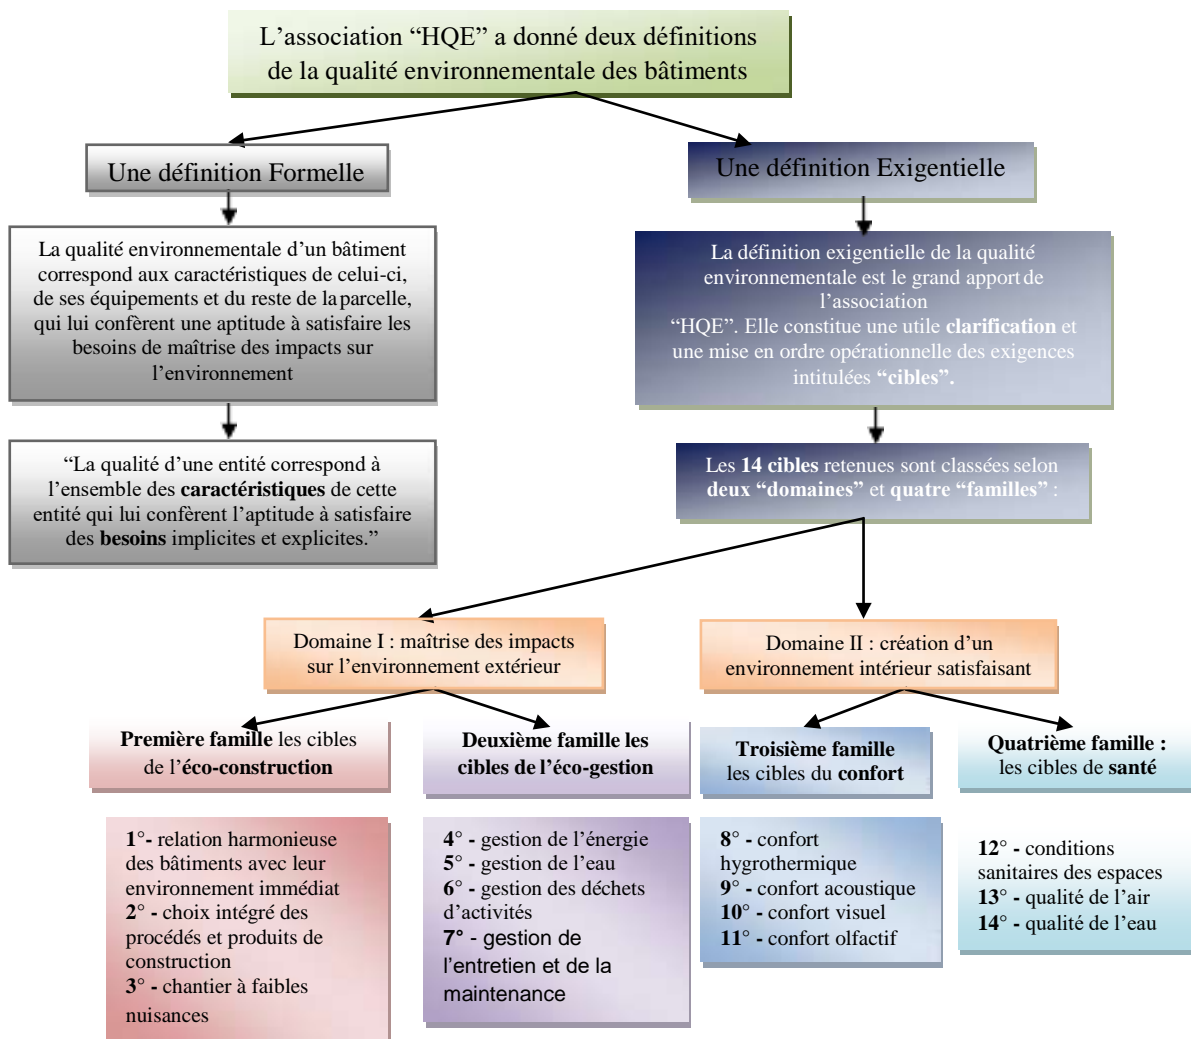 L’association “HQE” a donné deux définitions
de la qualité environnementale des bâtiments
Une définition Formelle
La qualité environnementale d’un bâtiment
correspond aux caractéristiques de celui-ci,
de ses équipements et du reste de la parcelle,
qui lui confèrent une aptitude à satisfaire les
besoins de maîtrise des impacts sur
l’environnement
“La qualité d’une entité correspond à
l’ensemble des caractéristiques de cette
entité qui lui confèrent l’aptitude à satisfaire
des besoins implicites et explicites.”
Une définition Exigentielle
La définition exigentielle de la qualité
environnementale est le grand apport de
l’association
“HQE”. Elle constitue une utile clarification et
une mise en ordre opérationnelle des exigences
intitulées “cibles”.
Les 14 cibles retenues sont classées selon
deux “domaines” et quatre “familles” :
Domaine I : maîtrise des impacts
sur l’environnement extérieur
Première famille les cibles
de l’éco-construction
1°- relation harmonieuse
des bâtiments avec leur
environnement immédiat
2° - choix intégré des
procédés et produits de
construction
3° - chantier à faibles
nuisances
Deuxième famille les
cibles de l’éco-gestion
4° - gestion de l’énergie
5° - gestion de l’eau
6° - gestion des déchets
d’activités
7° - gestion de
l’entretien et de la
maintenance
Domaine II : création d’un
environnement intérieur satisfaisant
Troisième famille
les cibles du confort
8° - confort
hygrothermique
9° - confort acoustique
10° - confort visuel
11° - confort olfactif
Quatrième famille :
les cibles de santé
12° - conditions
sanitaires des espaces
13° - qualité de l’air
14° - qualité de l’eau